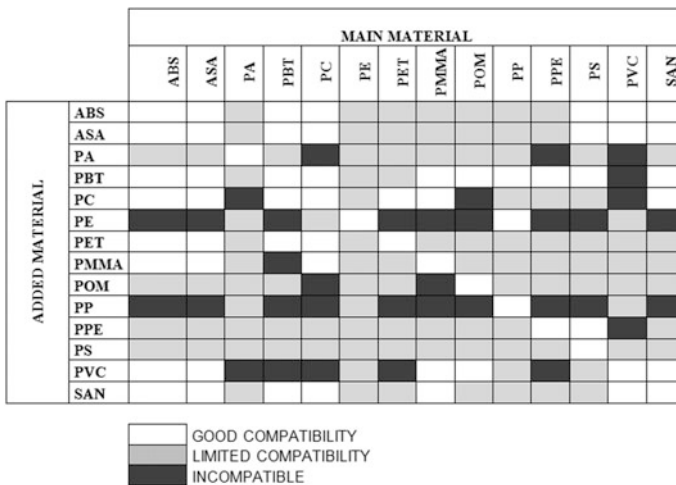 MAIN MATERIAL
ABS ASA PA PBT PC PE PET PMMA POM PP PPE PS PVC SAN
ADDED MATERIAL
ABS
ASA
PA
PBT
PC
PE
PET
PMMA
POM
PP
PPE
PS
PVC
SAN
GOOD COMPATIBILITY
LIMITED COMPATIBILITY
INCOMPATIBLE